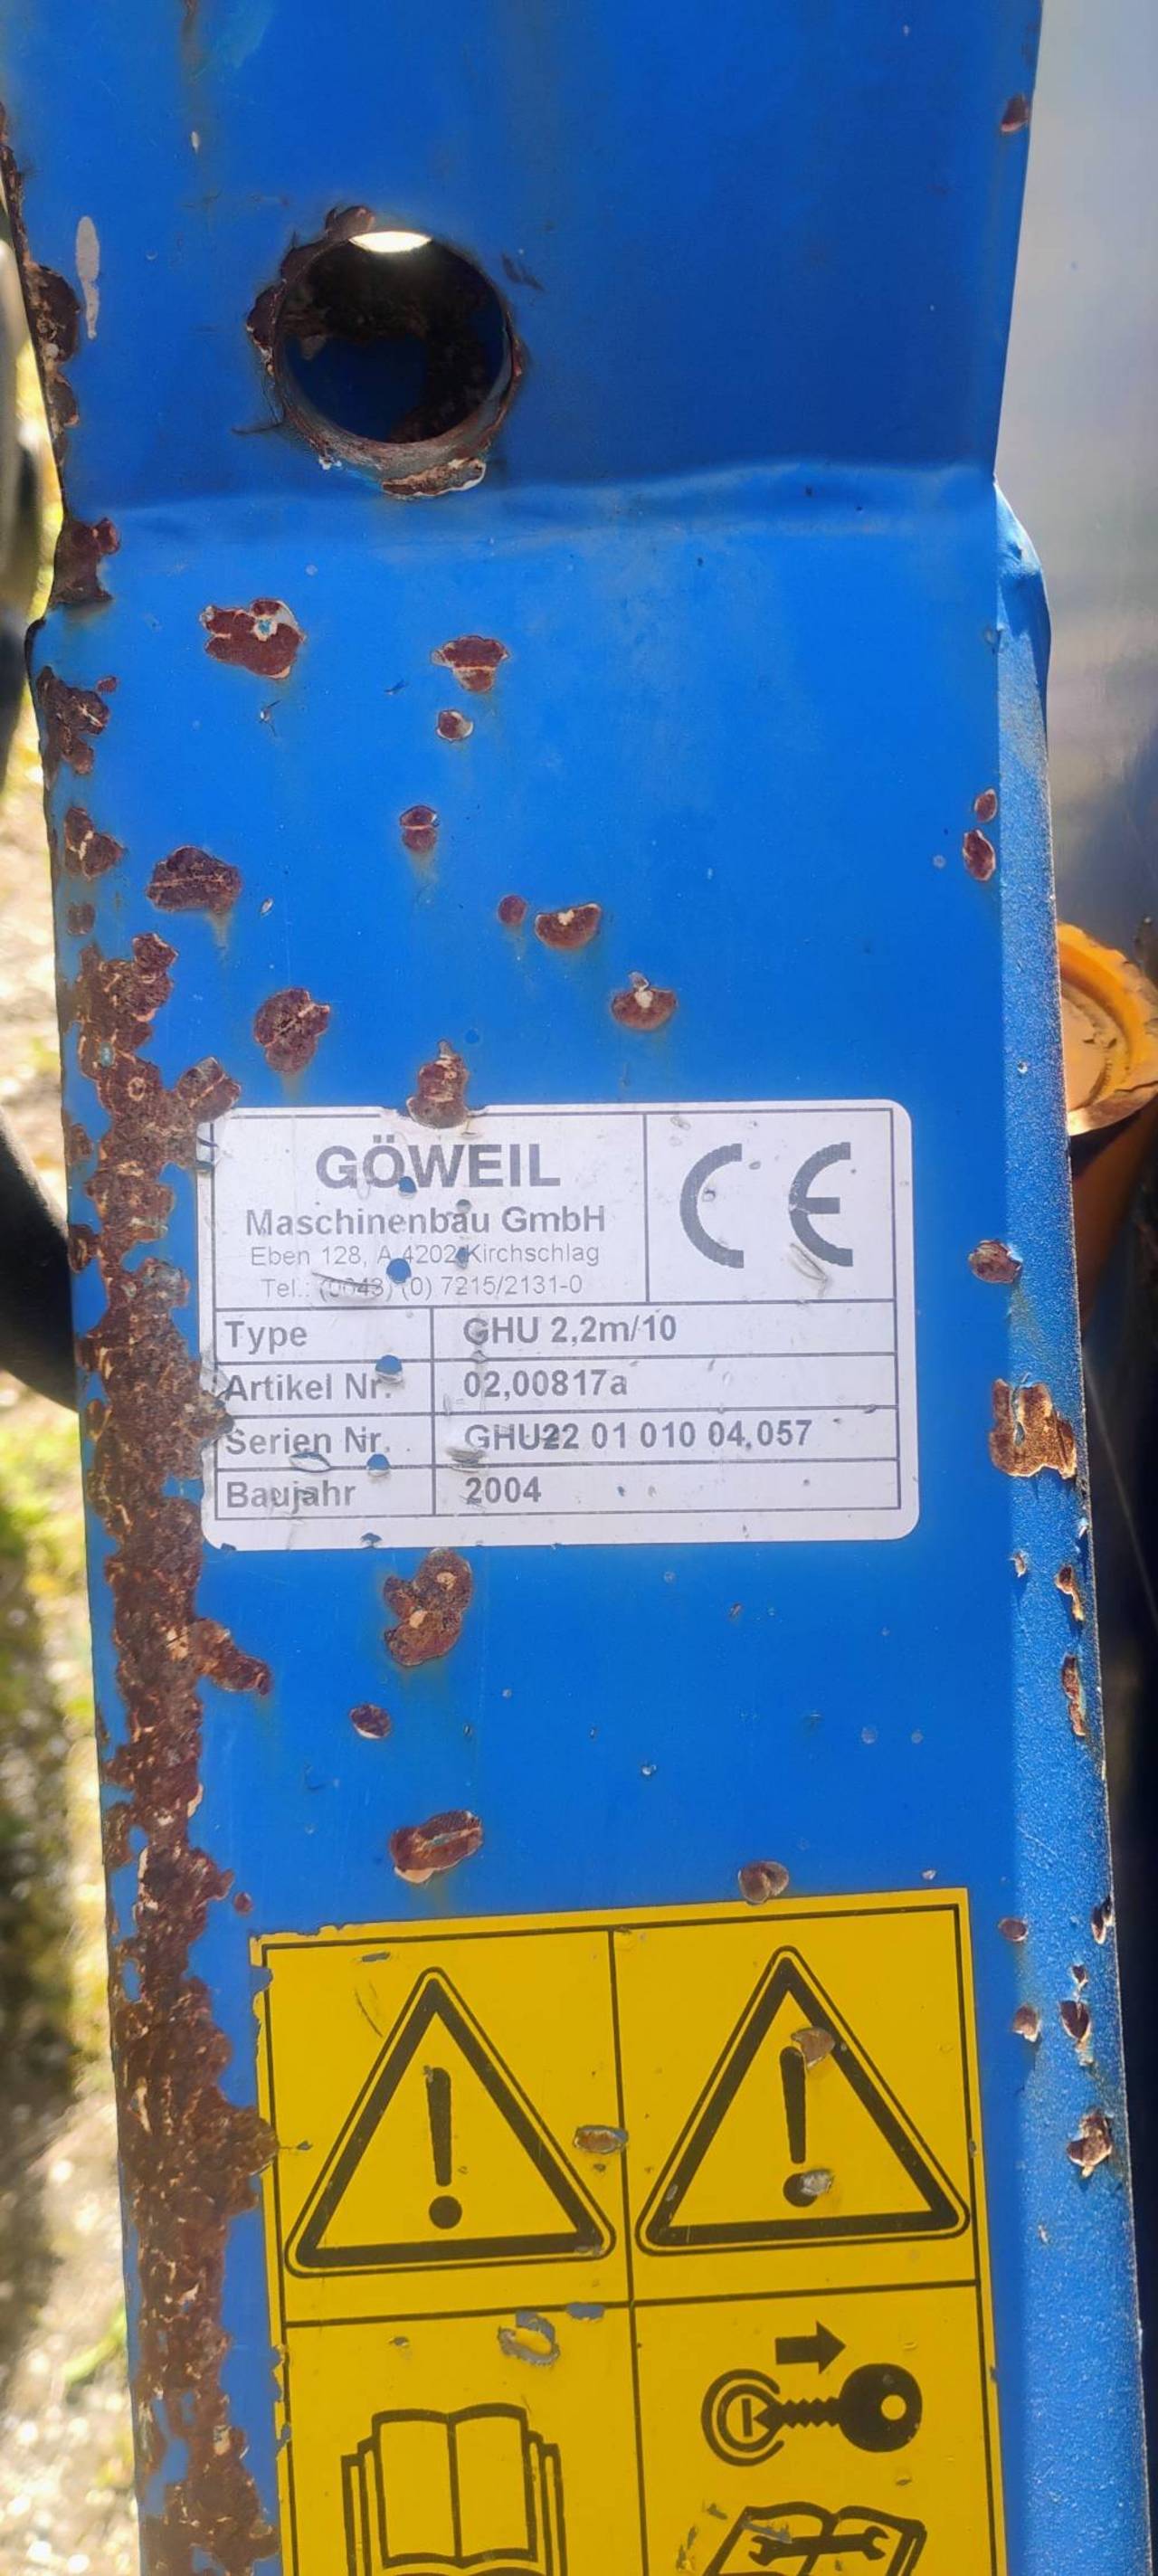 GÖWEIL
Maschinenbau GmbH
Eben 128, A 4202 Kirchschlag
Tel.: (0043) (0) 7215/2131-0
CE
Type GHU 2,2m/10
Artikel Nr. 02,00817a
Serien Nr. GHU22 01 010 04.057
Baujahr 2004